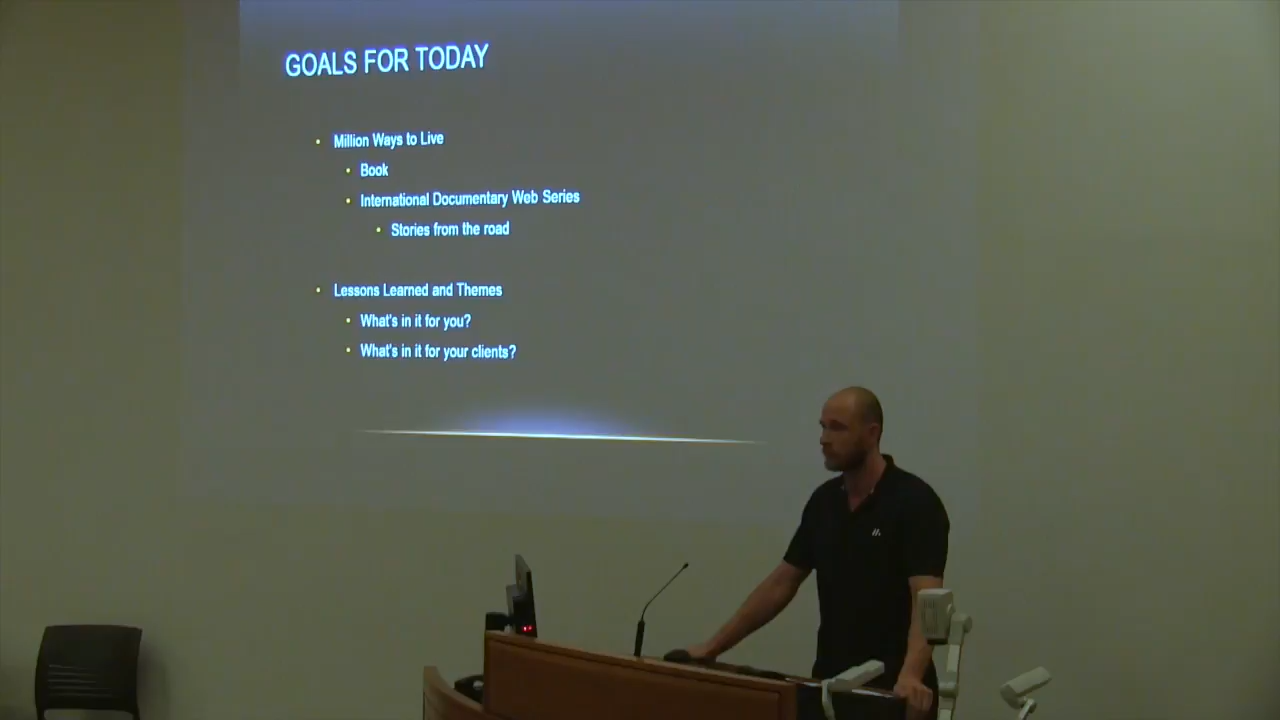 GOALS FOR TODAY
Million Ways to Live
Book
International Documentary Web Series
Stories from the road
Lessons Learned and Themes
What's in it for you?
What's in it for your clients?